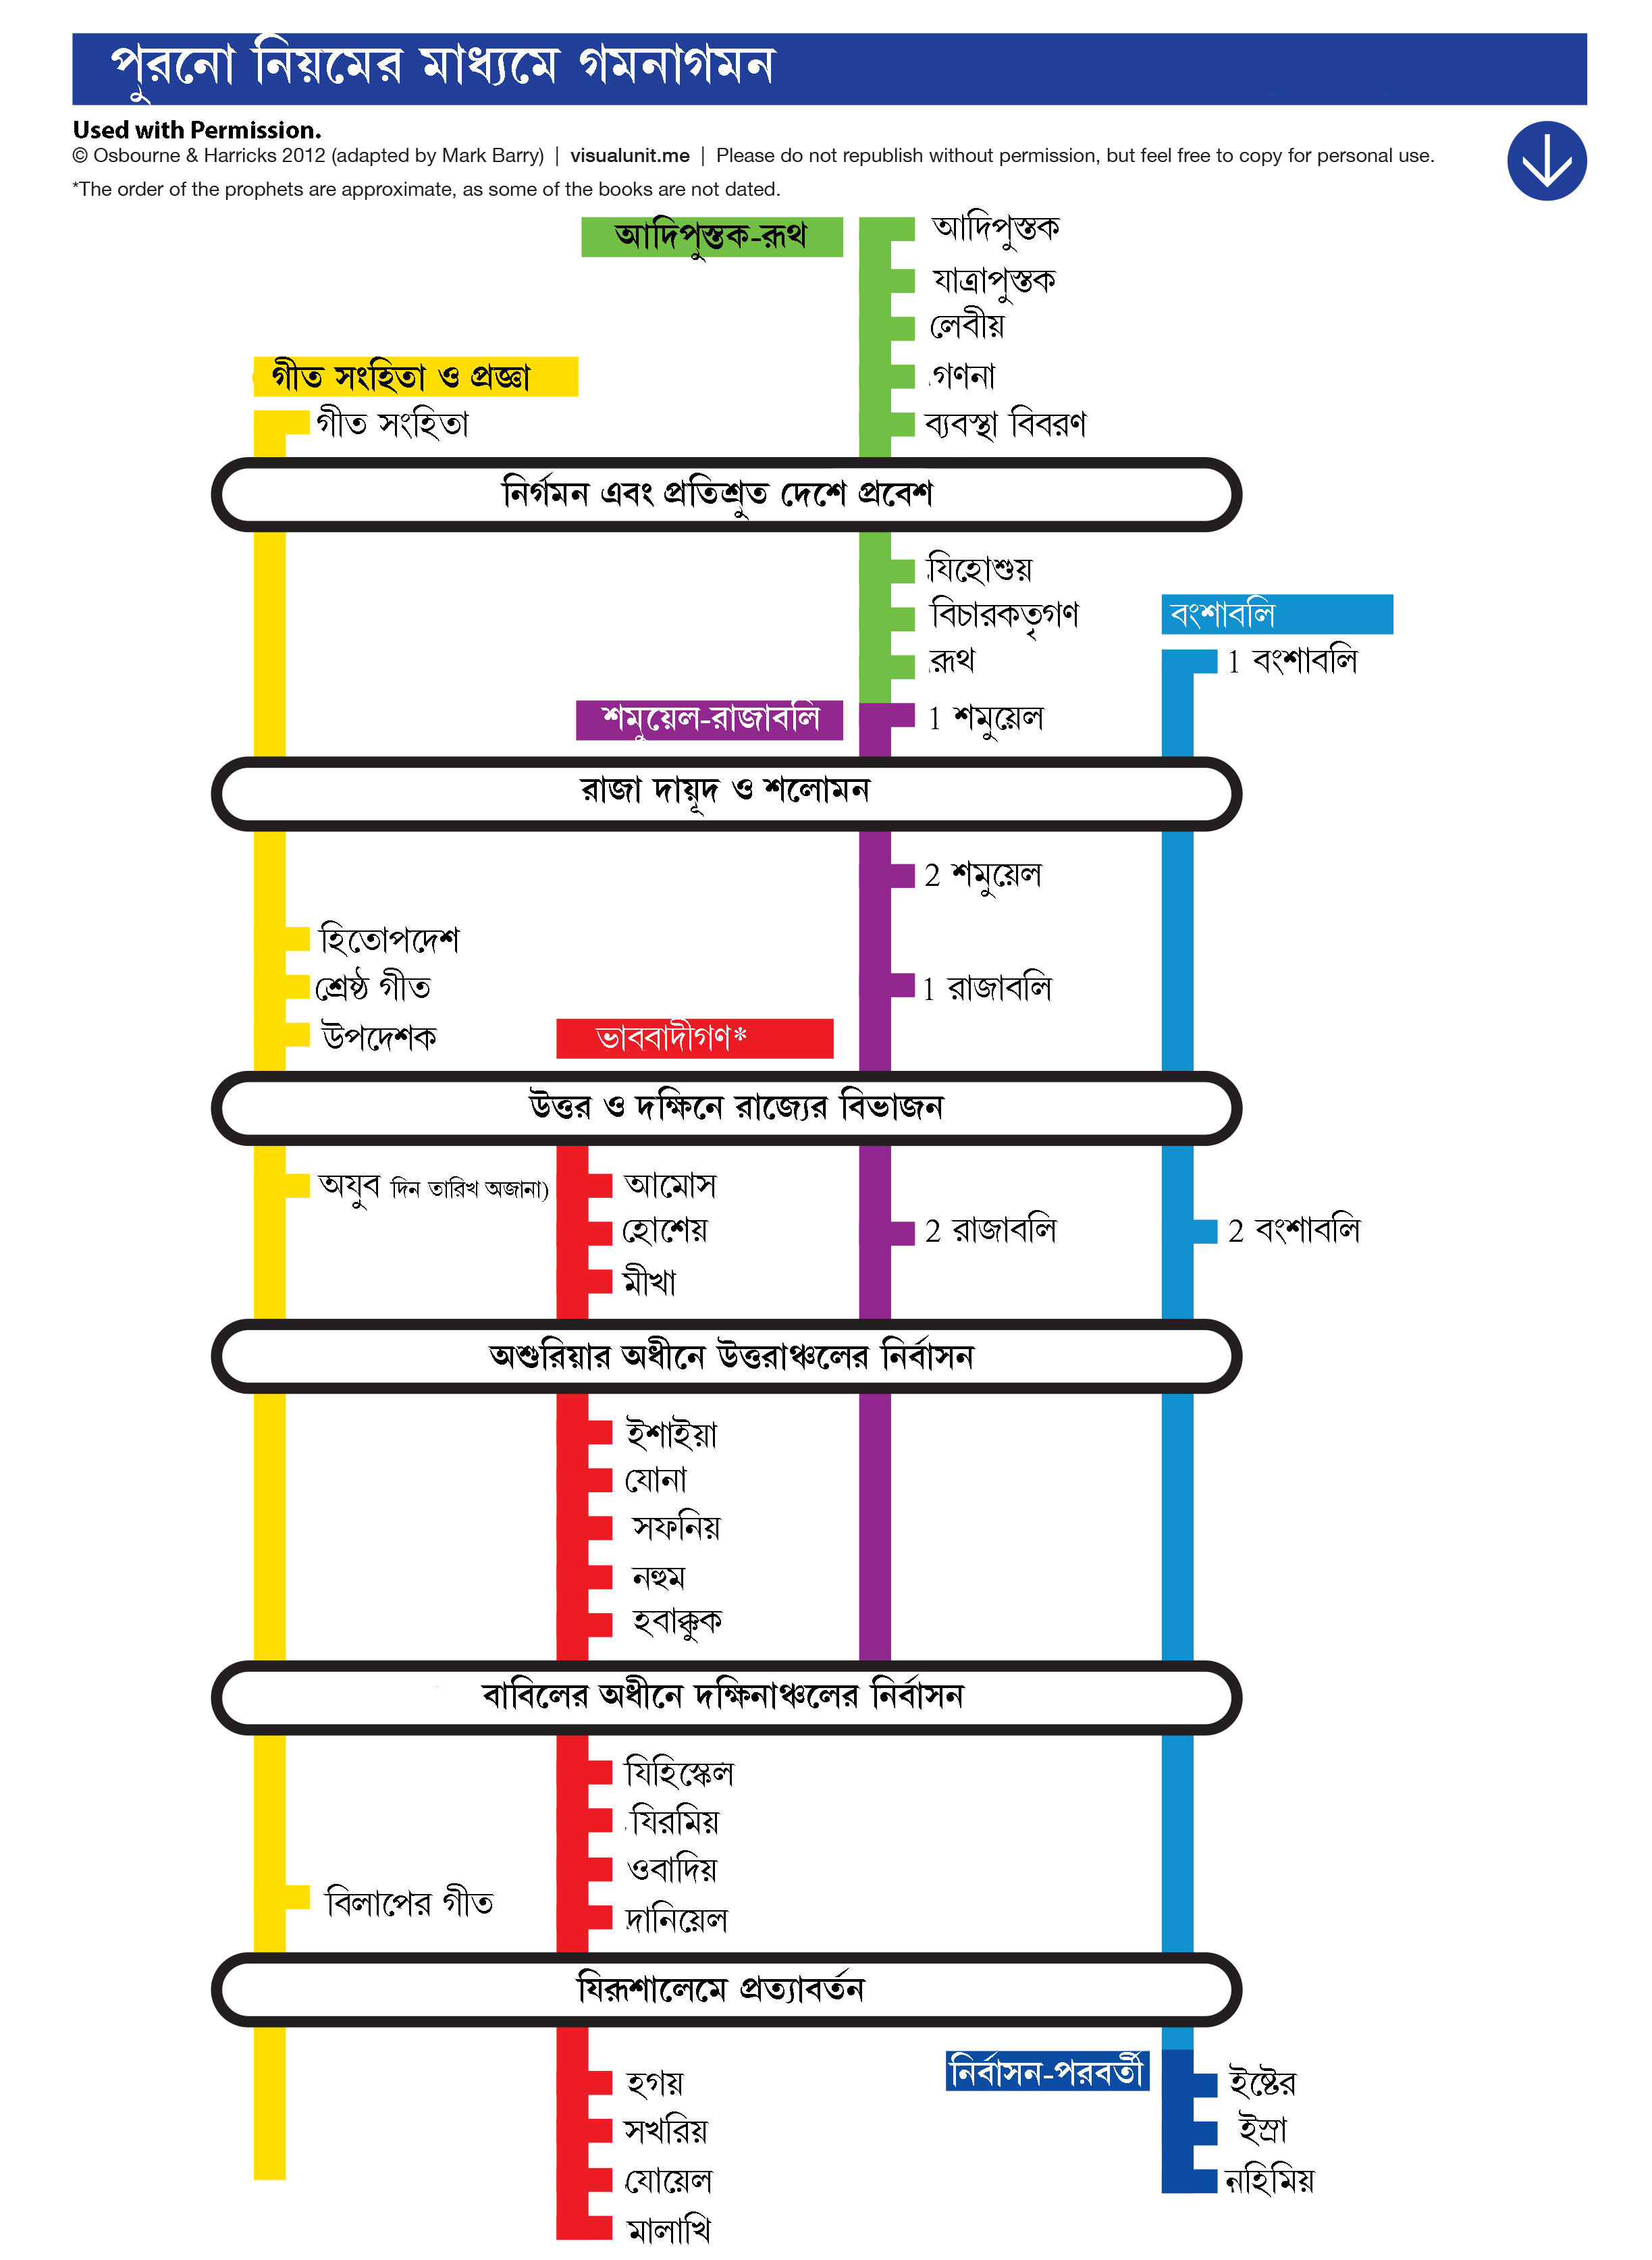 পুরনো নিয়মের মাধ্যমে গমনাগমন
Used with Permission.
© Osbourne & Harricks 2012 (adapted by Mark Barry) | visualunit.me | Please do not republish without permission, but feel free to copy for personal use.
*The order of the prophets are approximate, as some of the books are not dated.
আদিপুস্তক-রূথ
আদিপুস্তক
যাত্রাপুস্তক
লেবীয়
গণনা
গীত সংহিতা ও প্রজ্ঞা
গীত সংহিতা
ব্যবস্থা বিবরণ
নির্গমন এবং প্রতিশ্রুত দেশে প্রবেশ
যিহোশুয়
বিচারকতৃগণ
বংশাবলি
রূথ
1 বংশাবলি
শমুয়েল-রাজাবলি
1 শমুয়েল
রাজা দায়ূদ ও শলোমন
2 শমুয়েল
হিতোপদেশ
শ্রেষ্ঠ গীত
1 রাজাবলি
উপদেশক
ভাববাদীগণ*
উত্তর ও দক্ষিনে রাজ্যের বিভাজন
অযুব দিন তারিখ অজানা)
আমোস
হোশেয়
2 রাজাবলি
2 বংশাবলি
মীখা
অশুরিয়ার অধীনে উত্তরাঞ্চলের নির্বাসন
ইশাইয়া
যোনা
সফনিয়
নহুম
হবাক্কুক
বাবিলের অধীনে দক্ষিনাঞ্চলের নির্বাসন
যিহিস্কেল
যিরমিয়
ওবাদিয়
বিলাপের গীত
দানিয়েল
যিরূশালেমে প্রত্যাবর্তন
নির্বাসন-পরবর্তী
হগয়
ইষ্টের
সখরিয়
ইস্রা
যোয়েল
নহিমিয়
মালাখি